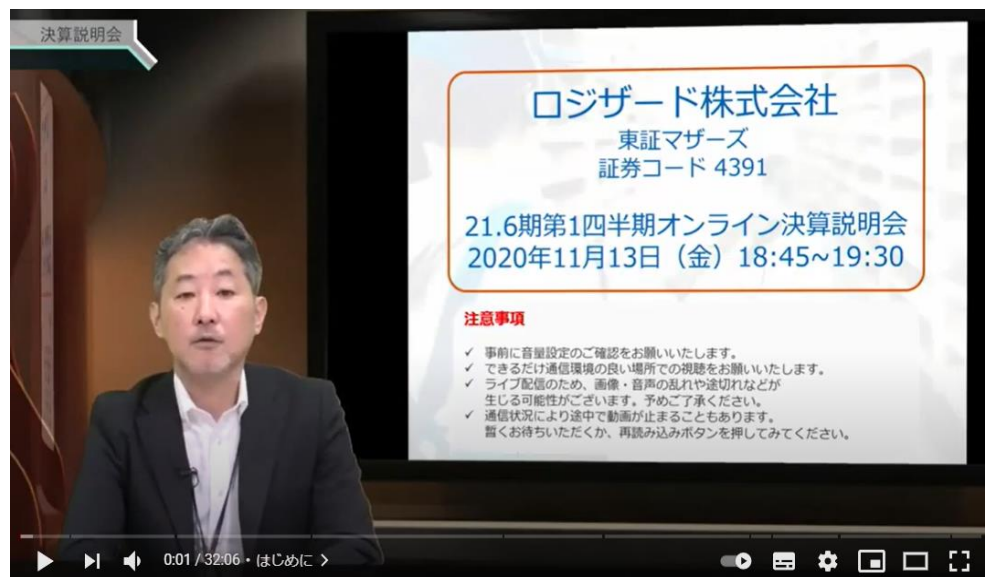 決算説明会
ロジザード株式会社
東証マザーズ
証券コード 4391
21.6期第1四半期オンライン決算説明会
2020年11月13日（金）18:45~19:30
注意事項
✓ 事前に音量設定のご確認をお願いいたします。
✓ できるだけ通信環境の良い場所での視聴をお願いいたします。
✓ ライブ配信のため、画像・音声の乱れや途切れなどが
生じる可能性がございます。予めご了承ください。
✓ 通信状況により途中で動画が止まることもあります。
暫くお待ちいただくか、再読み込みボタンを押してみてください。
0:01 / 32:06・はじめに >